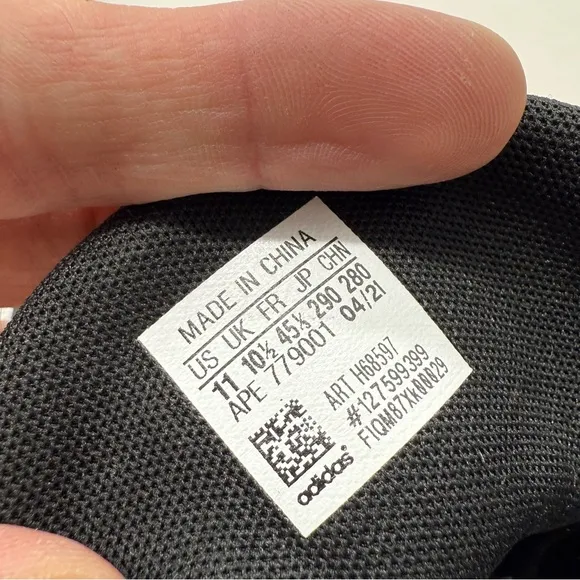 MADE IN CHINA
US UK FR JP CHN
11 10½ 45⅓ 290 280
APE 779001 04/21
ART H68597
#127599399
F1QM87XKQ0029
adidas®